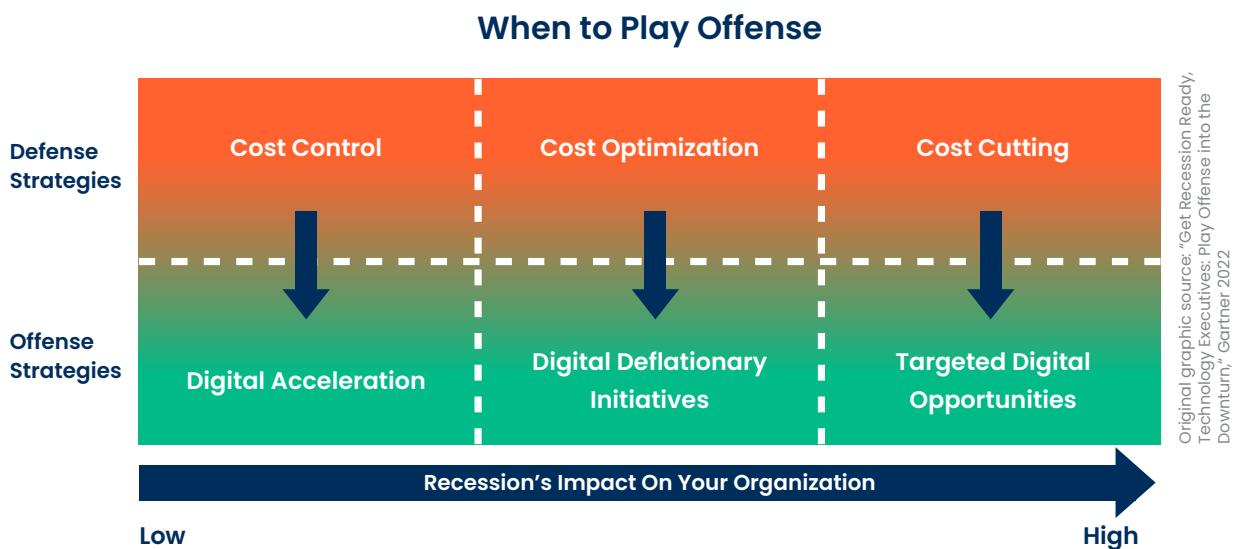 When to Play Offense
Defense
Strategies
Cost Control
Cost Optimization
Cost Cutting
Offense
Strategies
Digital Acceleration
Digital Deflationary
Initiatives
Targeted Digital
Opportunities
Recession's Impact On Your Organization
Low
High
Original graphic source: "Get Recession Ready,
Technology Executives: Play Offense into the
Downturn," Gartner 2022